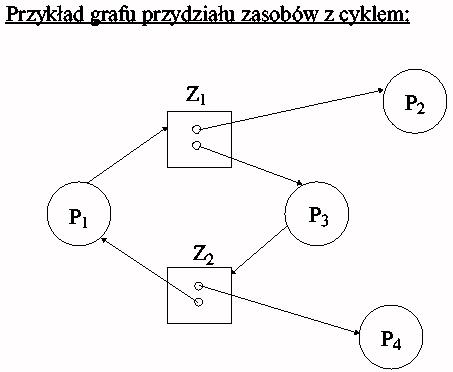 Przykład grafu przydziału zasobów z cyklem:
Z1
P2
P1
P3
Z2
P4